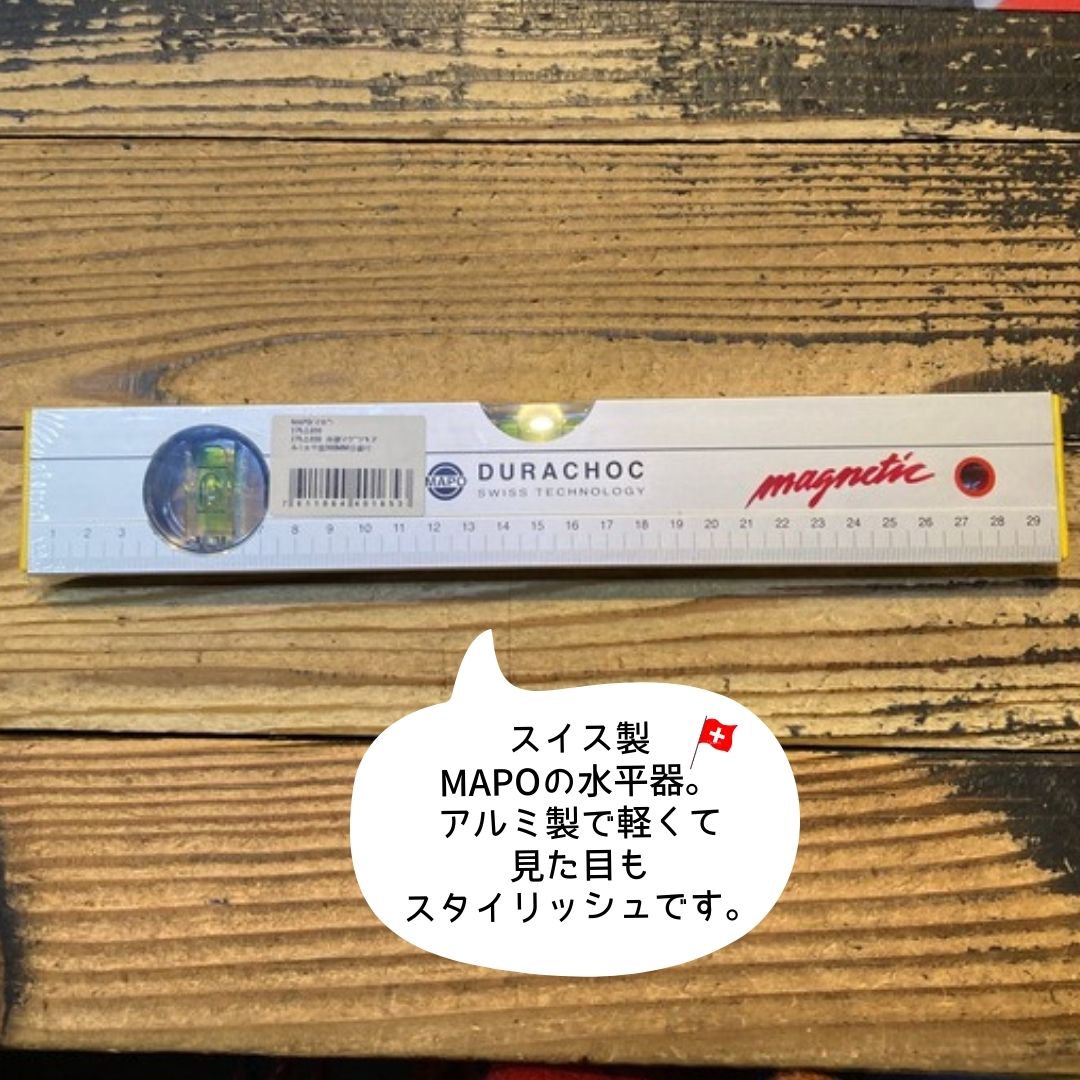 MAPO
DURACHOC
SWISS TECHNOLOGY
magnetic
1 2 3 7 8 9 10 11 12 13 14 15 16 17 18 19 20 21 22 23 24 25 26 27 28 29
スイス製
MAPOの水平器。
アルミ製で軽くて
見た目も
スタイリッシュです。